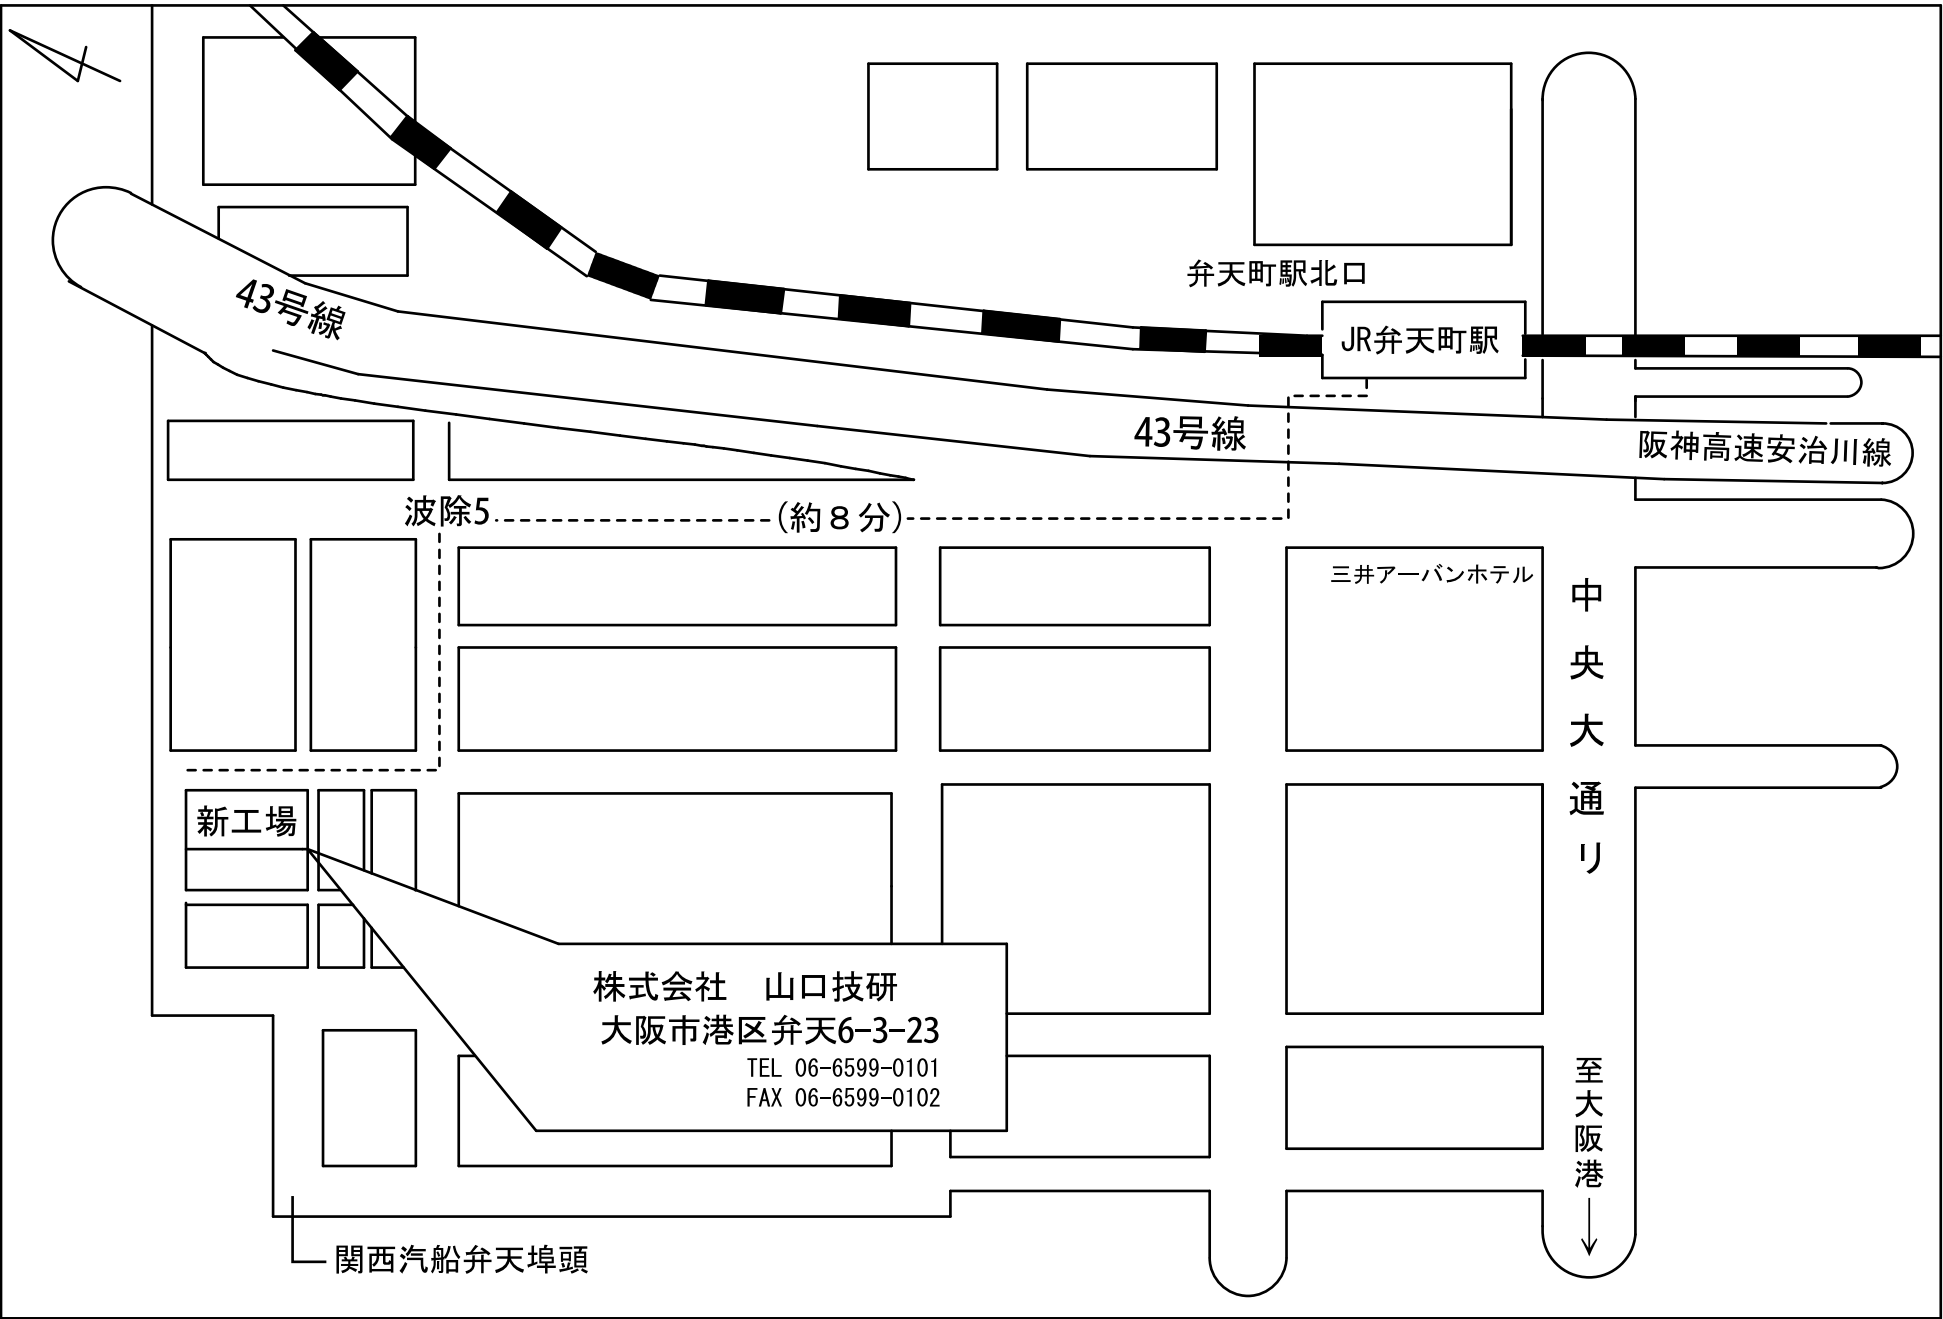 弁天町駅北口
43号線
JR弁天町駅
43号線
阪神高速安治川線
波除5
(約8分)
三井アーバンホテル
中央大通り
新工場
株式会社 山口技研
大阪市港区弁天6-3-23
TEL 06-6599-0101
FAX 06-6599-0102
至大阪港
関西汽船弁天埠頭